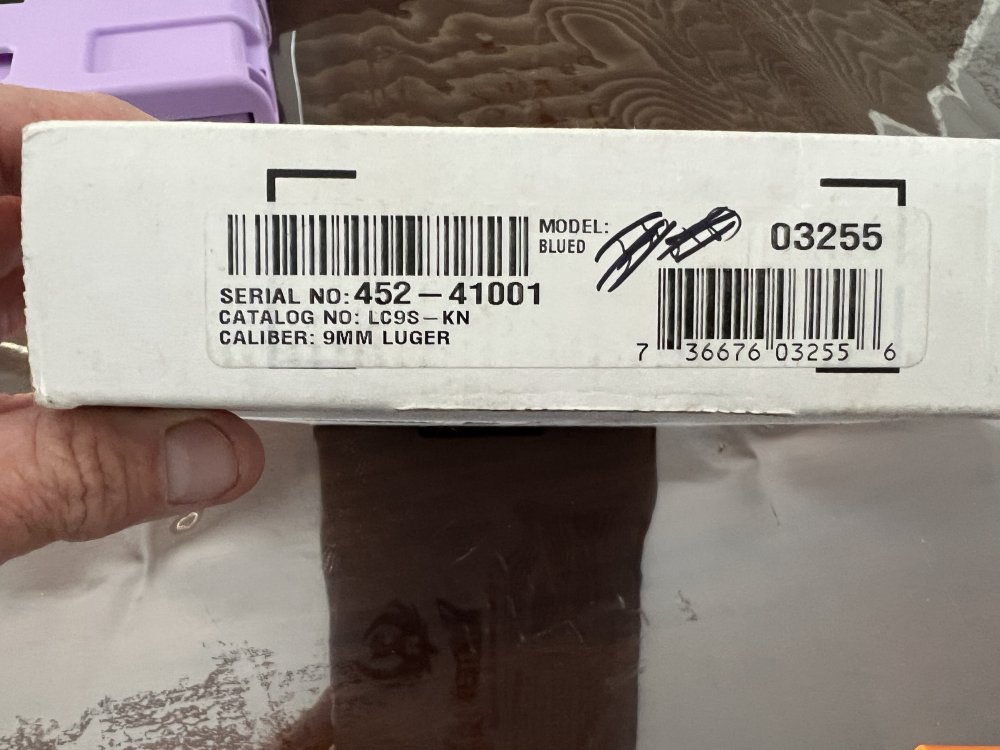 MODEL:
BLUED
03255
SERIAL NO: 452-41001
CATALOG NO: LC9S-KN
CALIBER: 9MM LUGER
7 36676 03255 6